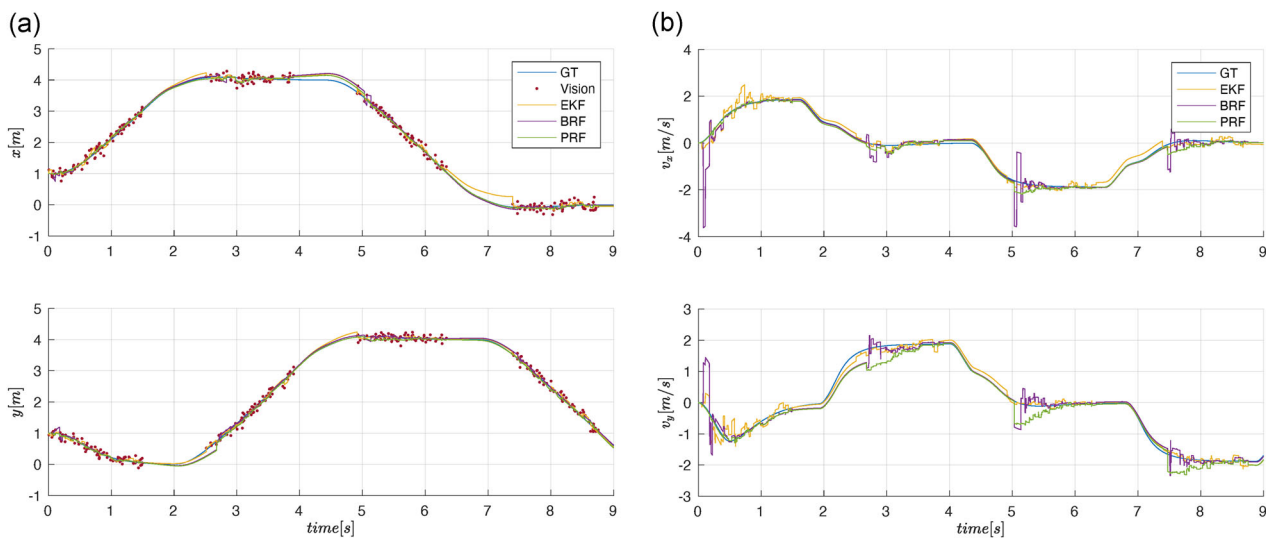 (a)
5
4
3
2
1
0
-1
x[m]
0 1 2 3 4 5 6 7 8 9
GT
Vision
EKF
BRF
PRF
5
4
3
2
1
0
-1
y[m]
0 1 2 3 4 5 6 7 8 9
time[s]
(b)
4
2
0
-2
-4
v_x[m/s]
0 1 2 3 4 5 6 7 8 9
GT
EKF
BRF
PRF
3
2
1
0
-1
-2
-3
v_y[m/s]
0 1 2 3 4 5 6 7 8 9
time[s]